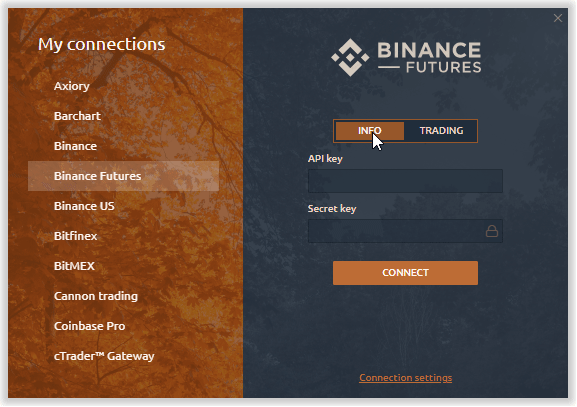 My connections
Axiory
Barchart
Binance
Binance Futures
Binance US
Bitfinex
BitMEX
Cannon trading
Coinbase Pro
cTrader™ Gateway
BINANCE
FUTURES
INFO
TRADING
API key
Secret key
CONNECT
Connection settings